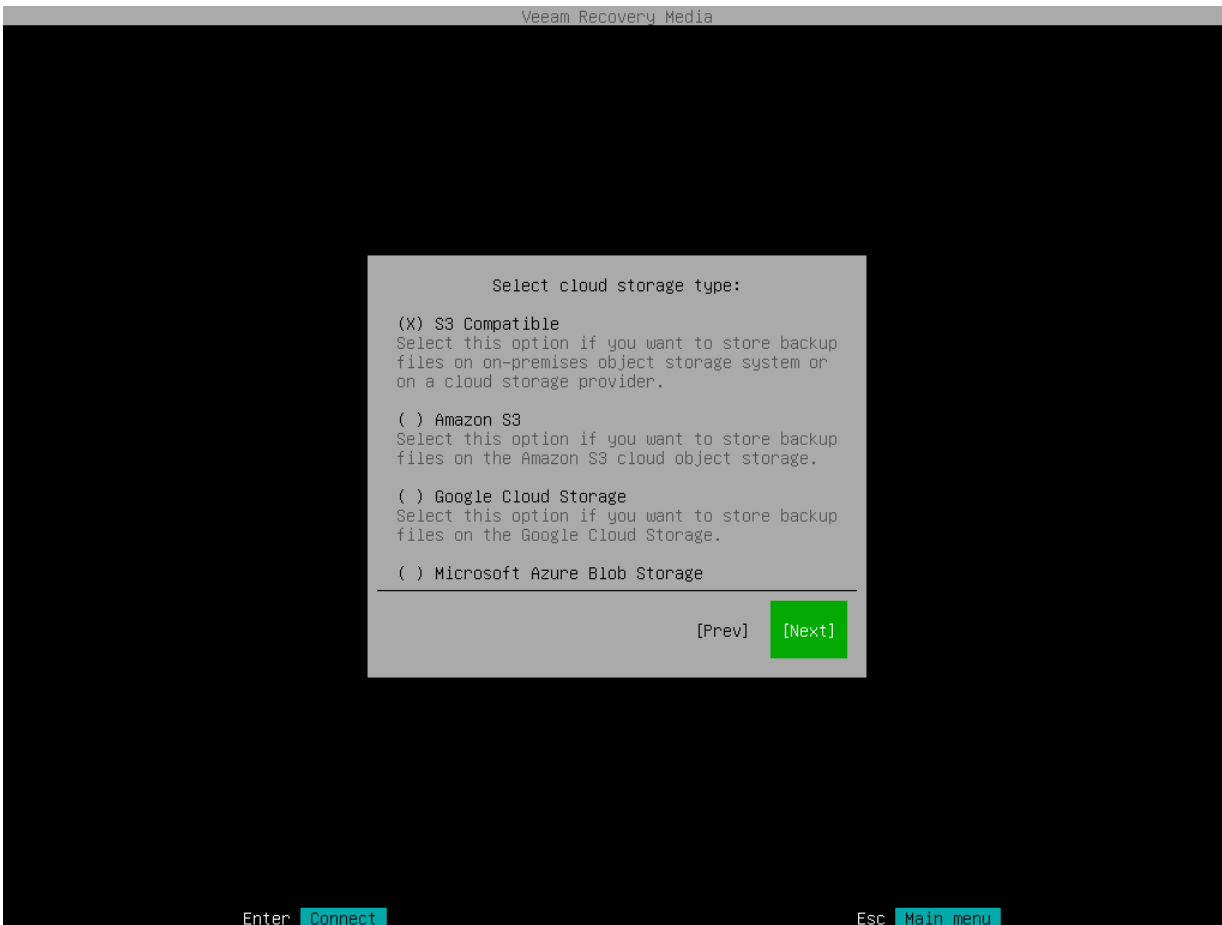 Veeam Recovery Media
Select cloud storage type:
(X) S3 Compatible
Select this option if you want to store backup
files on on-premises object storage system or
on a cloud storage provider.
( ) Amazon S3
Select this option if you want to store backup
files on the Amazon S3 cloud object storage.
( ) Google Cloud Storage
Select this option if you want to store backup
files on the Google Cloud Storage.
( ) Microsoft Azure Blob Storage
[Prev] [Next]
Enter Connect Esc Main menu